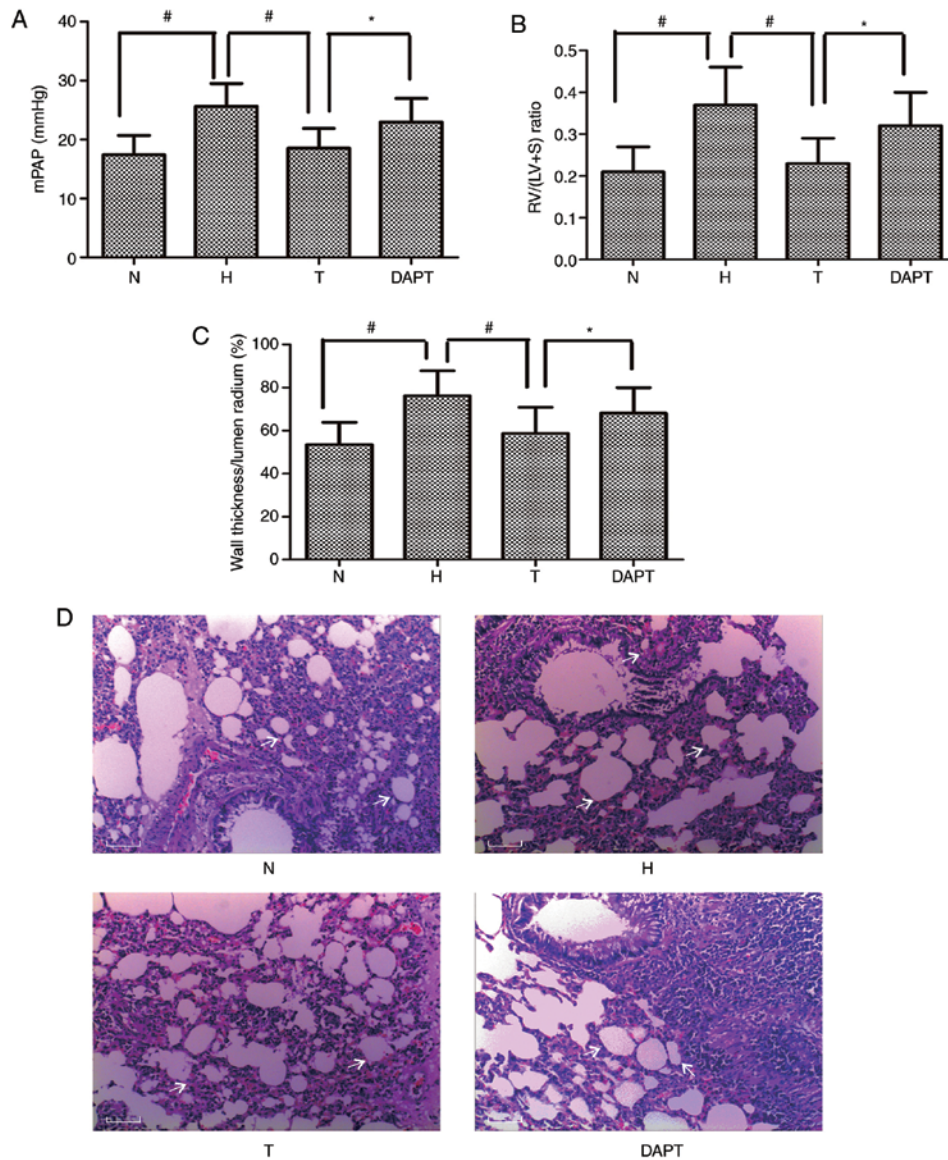 A
mPAP (mmHg)
40
30
20
10
0
# # *
N H T DAPT
B
RV/(LV+S) ratio
0.5
0.4
0.3
0.2
0.1
0.0
# # *
N H T DAPT
C
Wall thickness/lumen radium (%)
100
80
60
40
20
0
# # *
N H T DAPT
D
N H
T DAPT